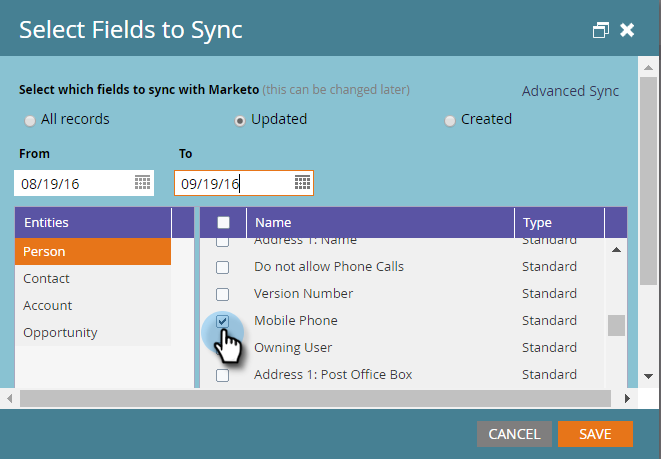 Select Fields to Sync
Select which fields to sync with Marketo (this can be changed later)
Advanced Sync
All records
Updated
Created
From
To
08/19/16
09/19/16
Entities
Name
Type
Person
Contact
Account
Opportunity
Address 1: Name
Standard
Do not allow Phone Calls
Standard
Version Number
Standard
Mobile Phone
Standard
Owning User
Standard
Address 1: Post Office Box
Standard
CANCEL
SAVE